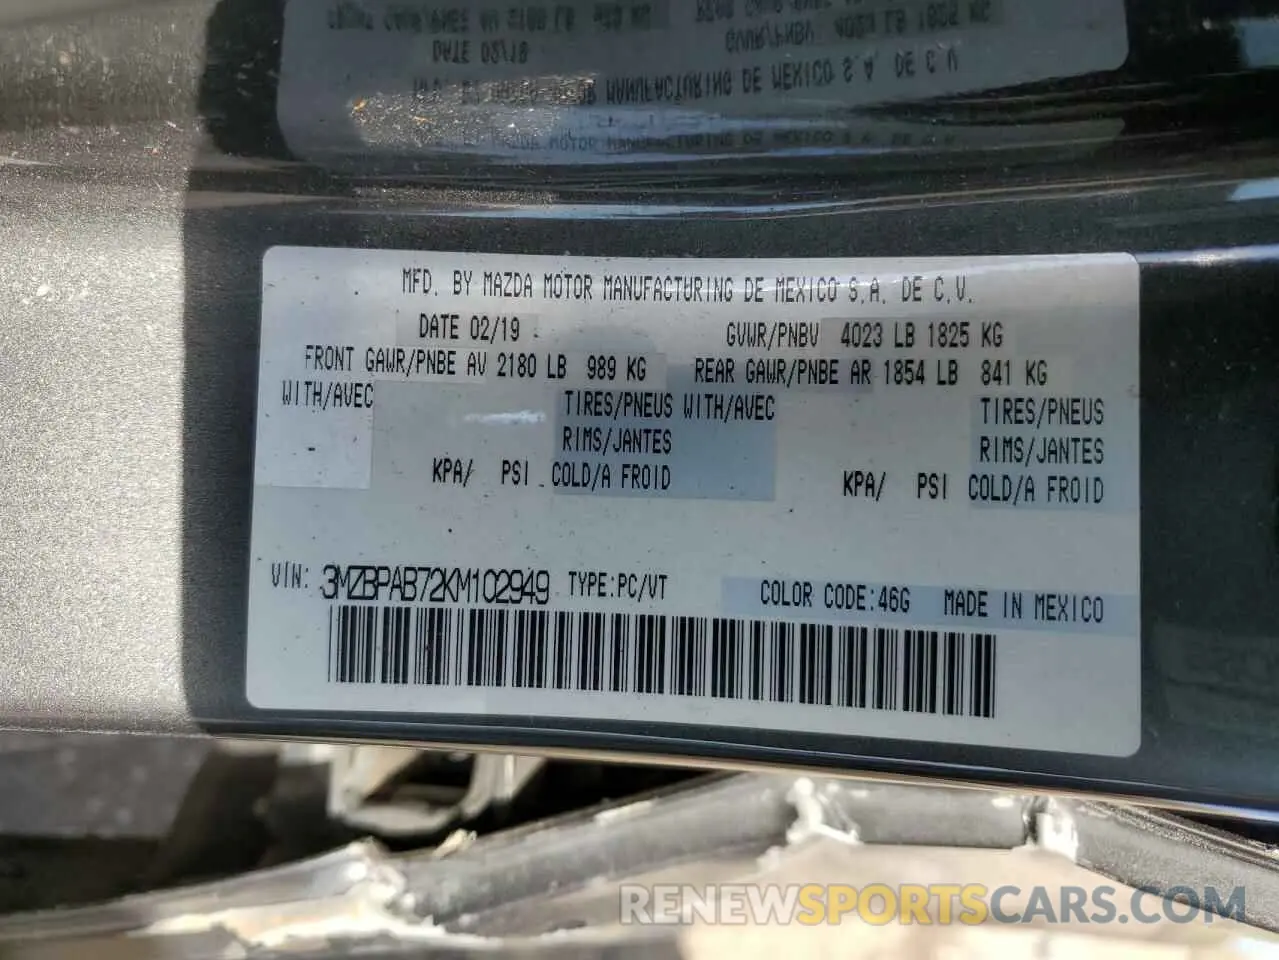 MFD. BY MAZDA MOTOR MANUFACTURING DE MEXICO S.A. DE C.V.
DATE 02/19 GVWR/PNBV 4023 LB 1825 KG
FRONT GAWR/PNBE AV 2180 LB 989 KG REAR GAWR/PNBE AR 1854 LB 841 KG
WITH/AVEC TIRES/PNEUS WITH/AVEC TIRES/PNEUS
RIMS/JANTES RIMS/JANTES
KPA/ PSI COLD/A FROID KPA/ PSI COLD/A FROID
VIN: 3MZBPAB72KM102949 TYPE:PC/VT COLOR CODE:46G MADE IN MEXICO
RENEWSPORTSCARS.COM